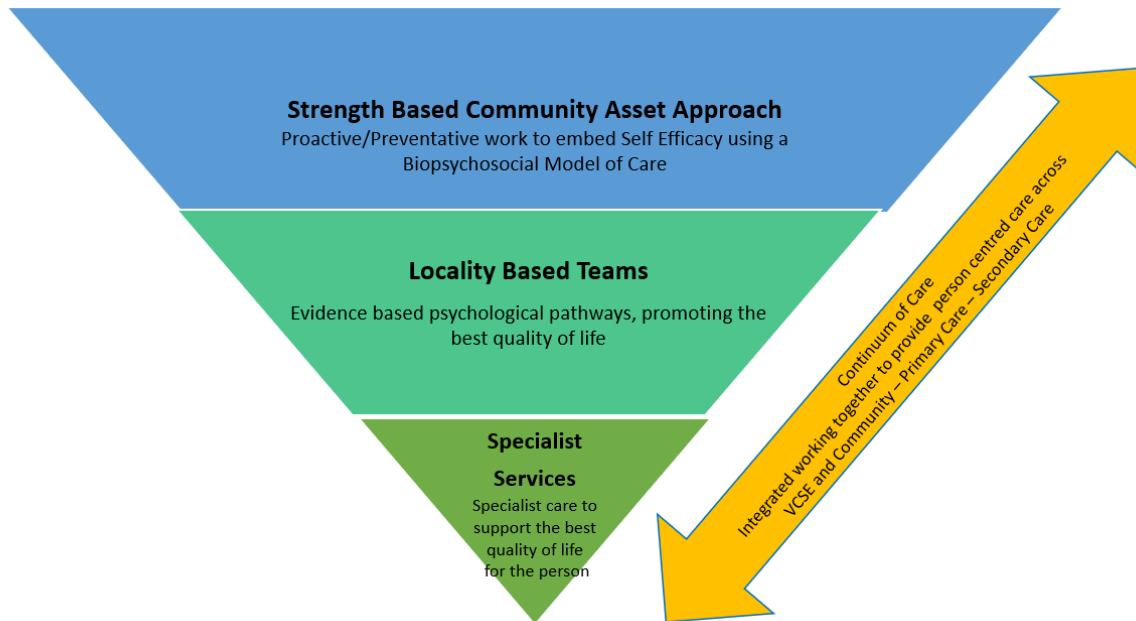 Strength Based Community Asset Approach
Proactive/Preventative work to embed Self Efficacy using a
Biopsychosocial Model of Care
Locality Based Teams
Evidence based psychological pathways, promoting the
best quality of life
Specialist
Services
Specialist care to
support the best
quality of life
for the person
Continuum of Care
Integrated working together to provide person centred care across
VCSE and Community – Primary Care – Secondary Care